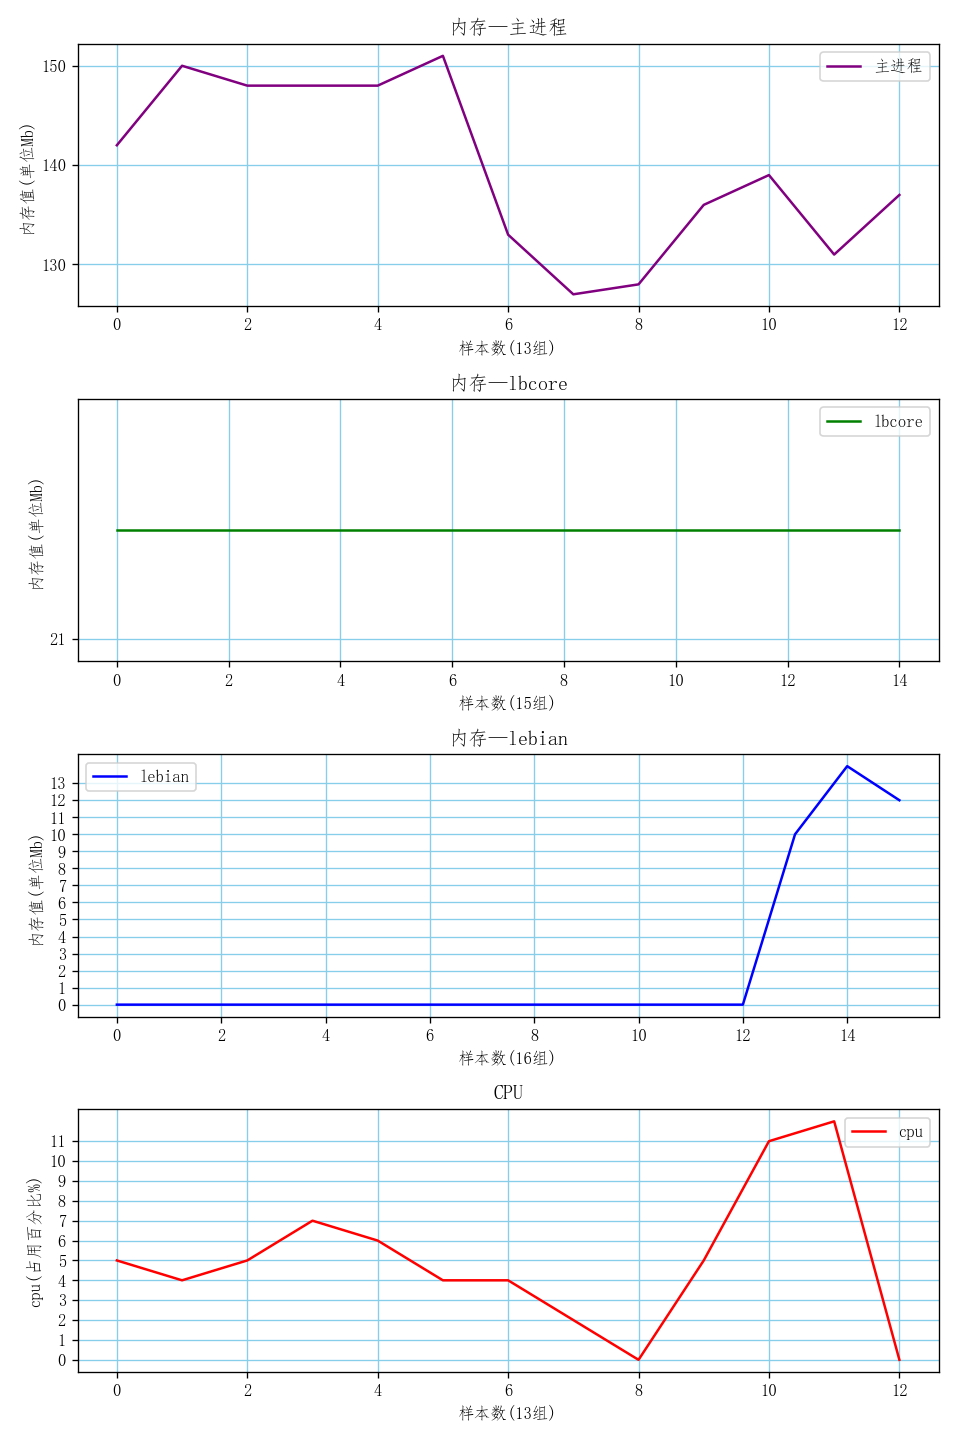 内存—主进程
主进程
150
140
130
内存值(单位Mb)
0 2 4 6 8 10 12
样本数(13组)
内存—lbcore
lbcore
21
内存值(单位Mb)
0 2 4 6 8 10 12 14
样本数(15组)
内存—lebian
lebian
13
12
11
10
9
8
7
6
5
4
3
2
1
0
内存值(单位Mb)
0 2 4 6 8 10 12 14
样本数(16组)
CPU
cpu
11
10
9
8
7
6
5
4
3
2
1
0
cpu(占用百分比%)
0 2 4 6 8 10 12
样本数(13组)